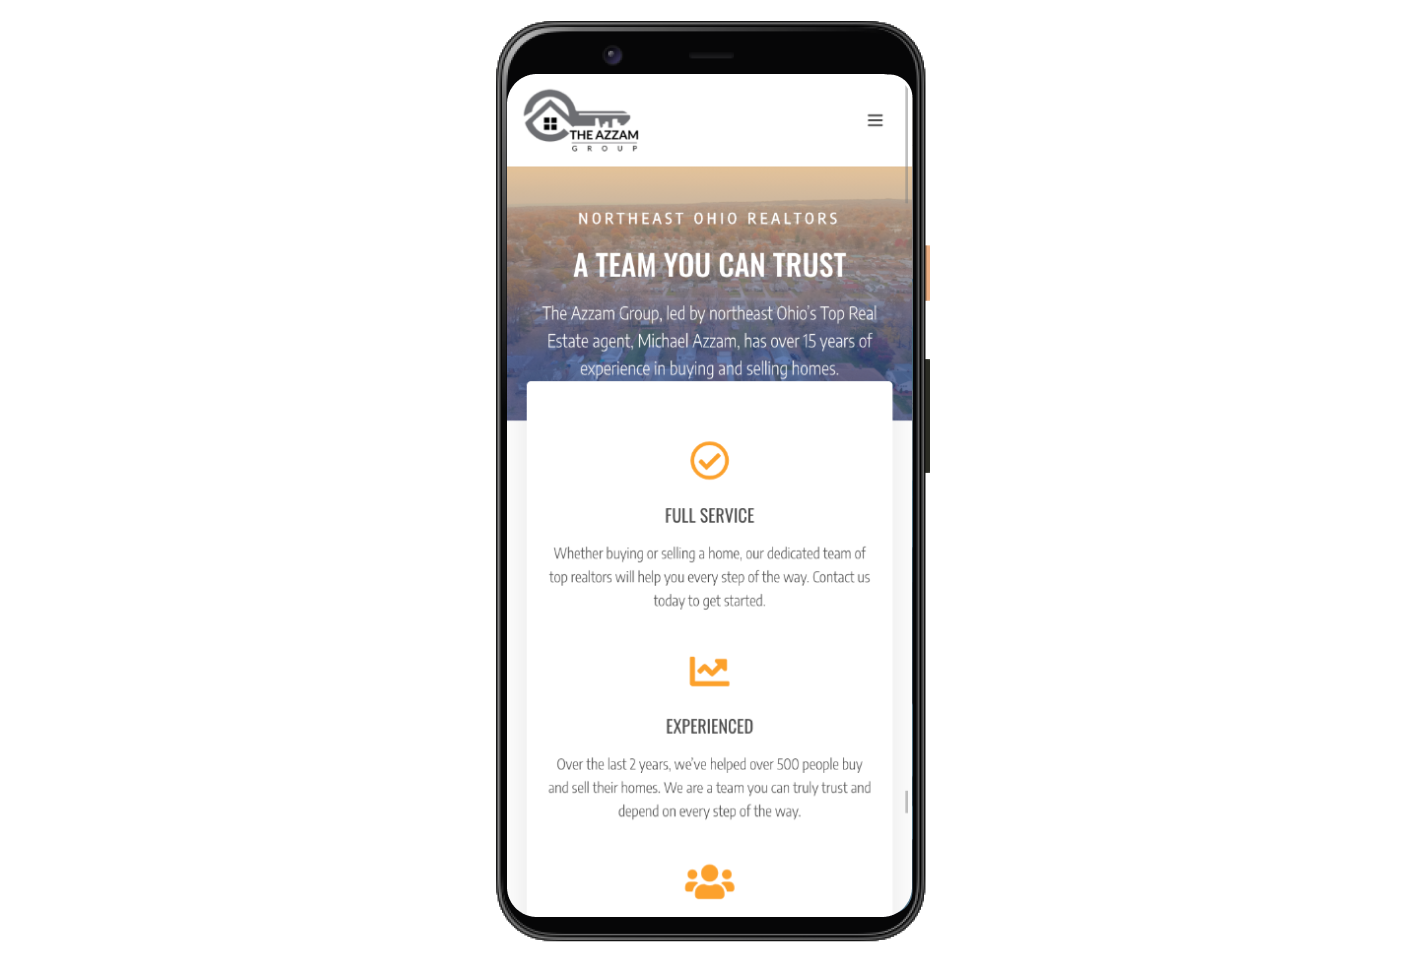 THE AZZAM
GROUP
NORTHEAST OHIO REALTORS
A TEAM YOU CAN TRUST
The Azzam Group, led by northeast Ohio's Top Real
Estate agent, Michael Azzam, has over 15 years of
experience in buying and selling homes.
FULL SERVICE
Whether buying or selling a home, our dedicated team of
top realtors will help you every step of the way. Contact us
today to get started.
EXPERIENCED
Over the last 2 years, we've helped over 500 people buy
and sell their homes. We are a team you can truly trust and
depend on every step of the way.